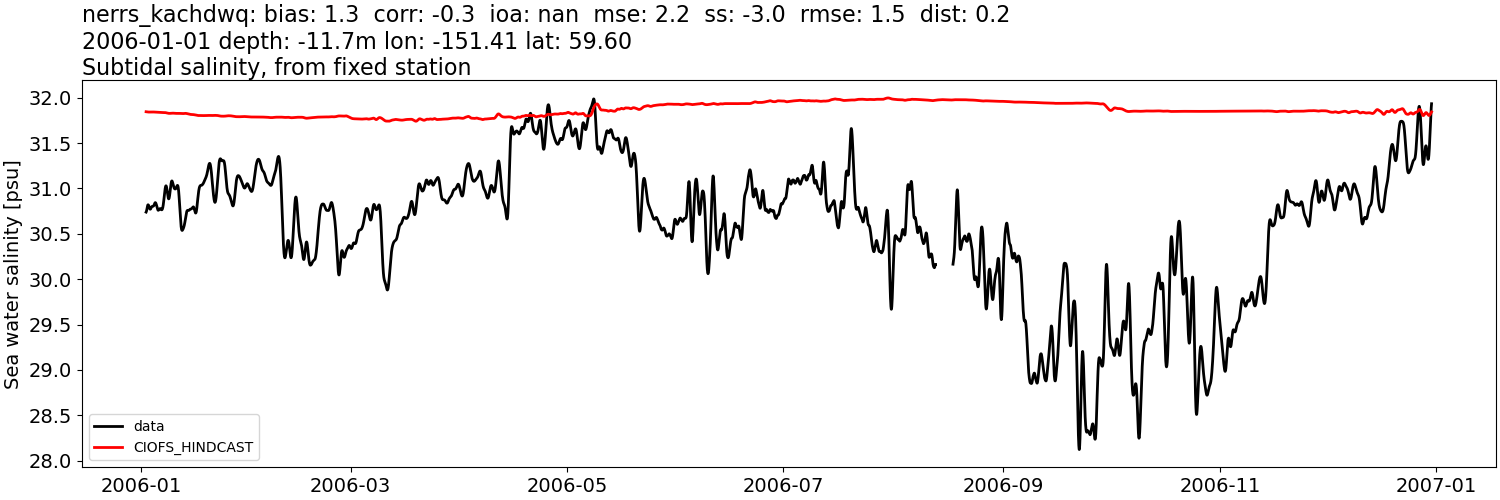 nerrs_kachdwq: bias: 1.3  corr: -0.3  ioa: nan  mse: 2.2  ss: -3.0  rmse: 1.5  dist: 0.2
2006-01-01 depth: -11.7m lon: -151.41 lat: 59.60
Subtidal salinity, from fixed station
Sea water salinity [psu]
32.0
31.5
31.0
30.5
30.0
29.5
29.0
28.5
28.0
data
CIOFS_HINDCAST
2006-01
2006-03
2006-05
2006-07
2006-09
2006-11
2007-01